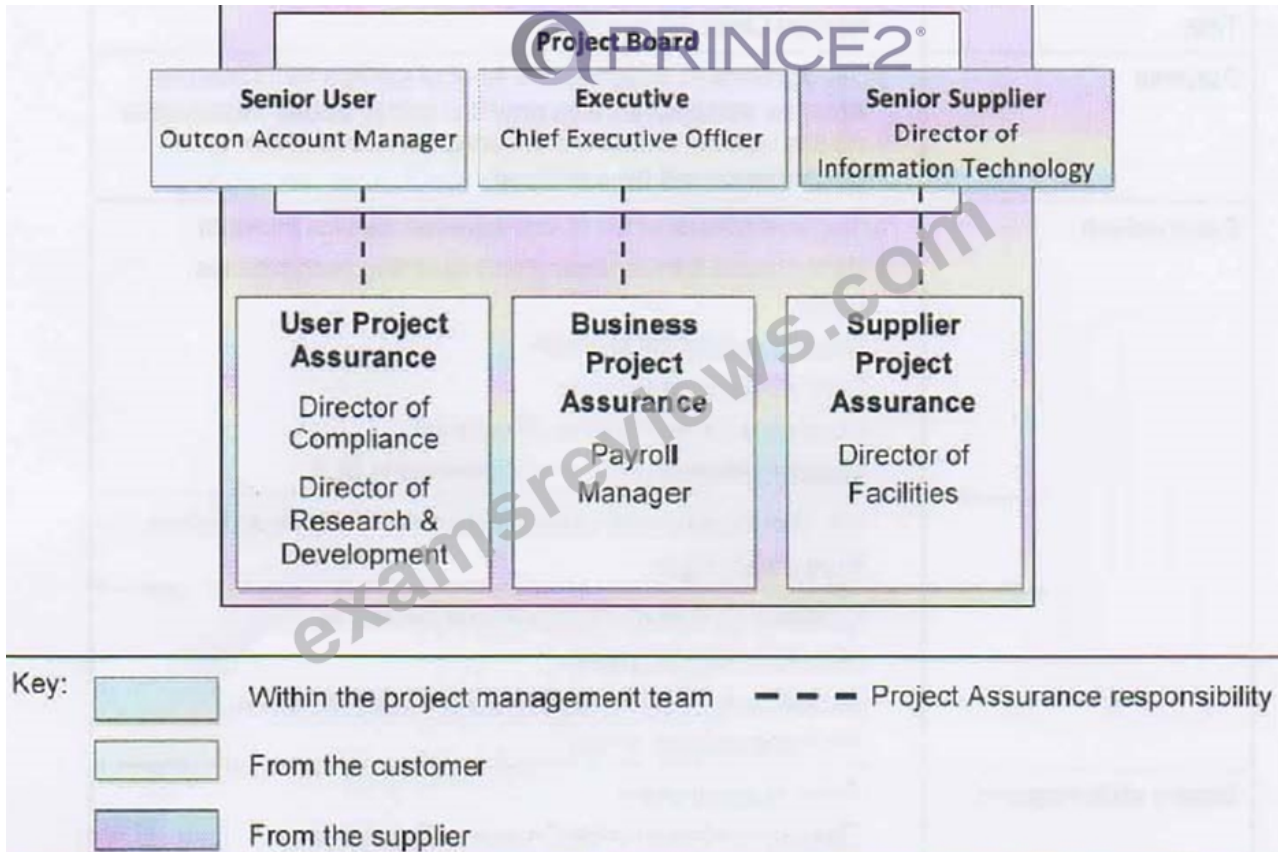 PRINCE2®
Project Board
Senior User
Outcon Account Manager
Executive
Chief Executive Officer
Senior Supplier
Director of
Information Technology
User Project
Assurance
Director of
Compliance
Director of
Research &
Development
Business
Project
Assurance
Payroll
Manager
Supplier
Project
Assurance
Director of
Facilities
examsreviews.com
Key:
Within the project management team
Project Assurance responsibility
From the customer
From the supplier